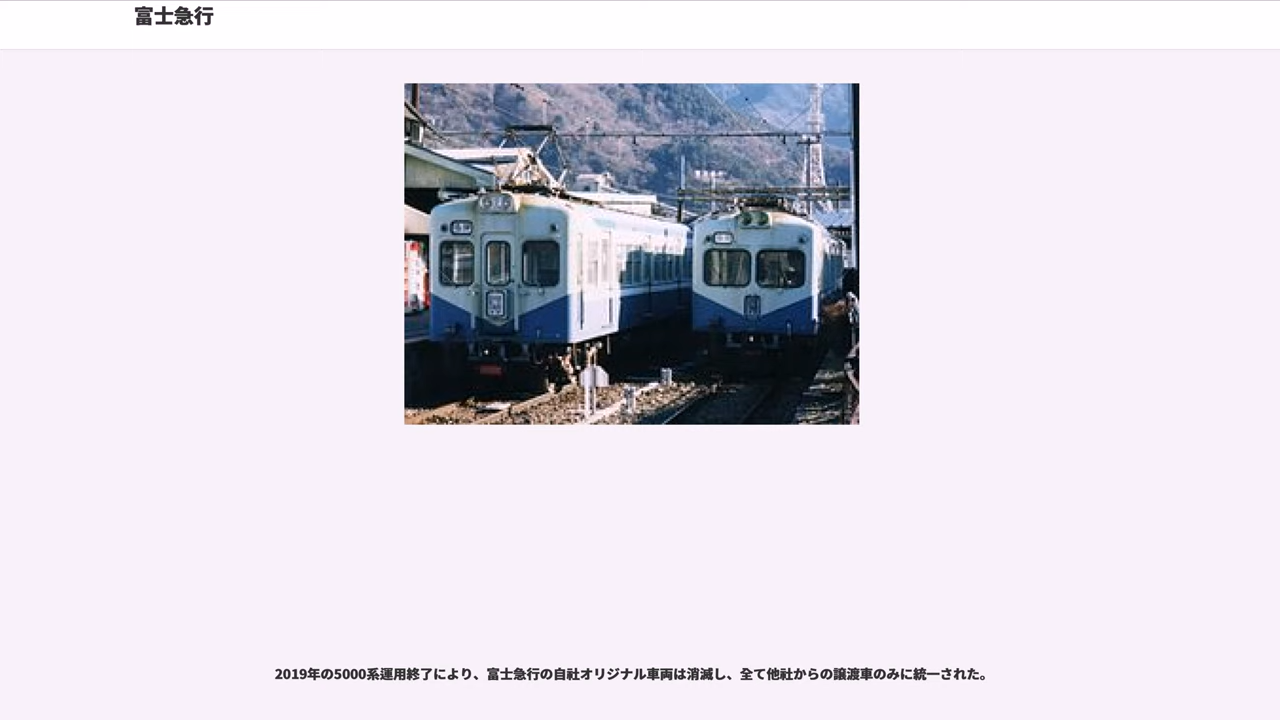 富士急行
2019年の5000系運用終了により、富士急行の自社オリジナル車両は消滅し、全て他社からの譲渡車のみに統一された。